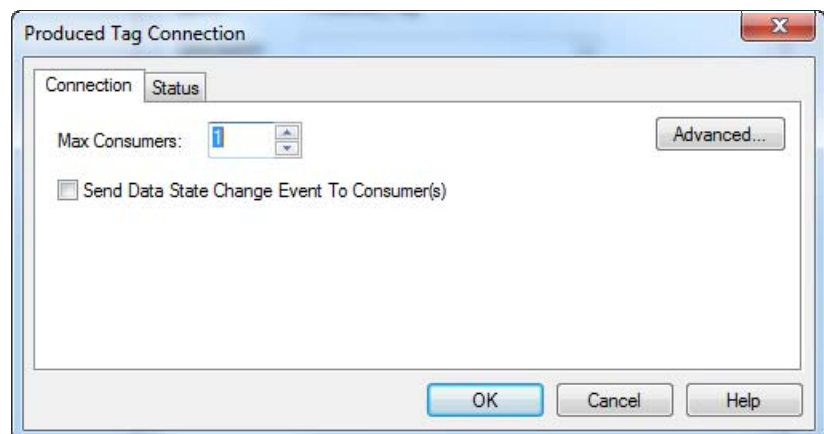 Produced Tag Connection
Connection Status
Max Consumers: 1 Advanced...
Send Data State Change Event To Consumer(s)
OK Cancel Help